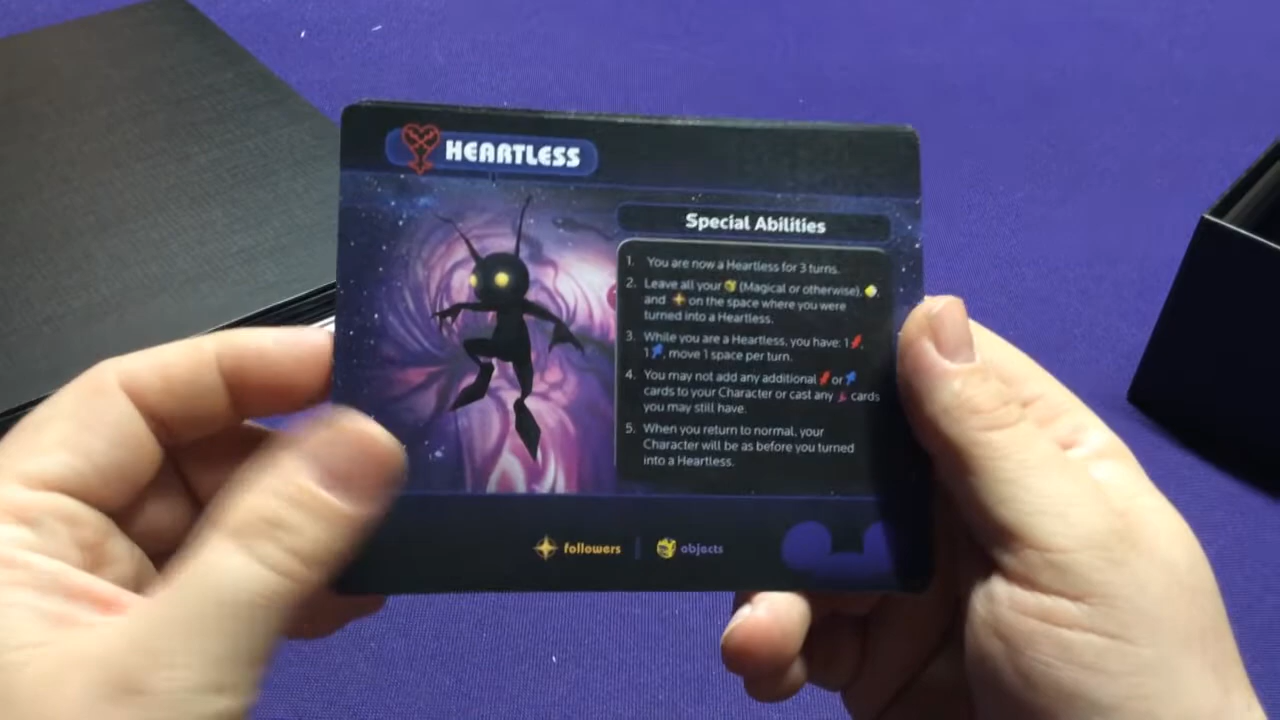 HEARTLESS
Special Abilities
1. You are now a Heartless for 3 turns.
2. Leave all your (Magical or otherwise),
and on the space where you were
turned into a Heartless.
3. While you are a Heartless, you have: 1 ,
1 , move 1 space per turn.
4. You may not add any additional or
cards to your Character or cast any cards
you may still have.
5. When you return to normal, your
Character will be as before you turned
into a Heartless.
followers | objects